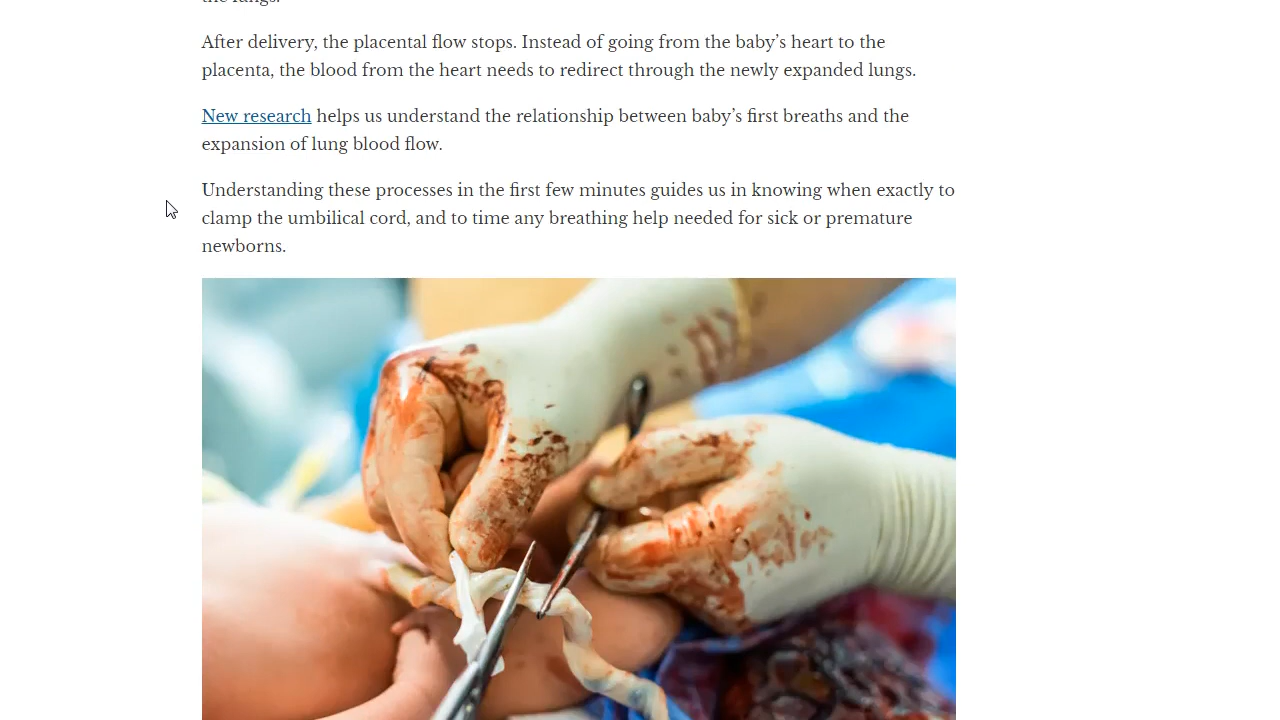 After delivery, the placental flow stops. Instead of going from the baby’s heart to the
placenta, the blood from the heart needs to redirect through the newly expanded lungs.
New research helps us understand the relationship between baby’s first breaths and the
expansion of lung blood flow.
Understanding these processes in the first few minutes guides us in knowing when exactly to
clamp the umbilical cord, and to time any breathing help needed for sick or premature
newborns.